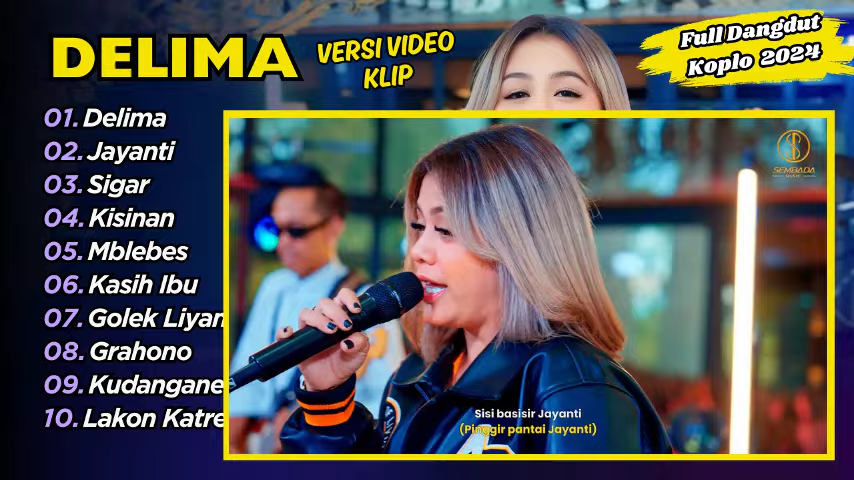 DELIMA
VERSI VIDEO
KLIP
Full Dangdut
Koplo 2024
01. Delima
02. Jayanti
03. Sigar
04. Kisinan
05. Mblebes
06. Kasih Ibu
07. Golek Liyan
08. Grahono
09. Kudangane
10. Lakon Katre
SEMBADA
Sisi basisir Jayanti
(Pinggir pantai Jayanti)